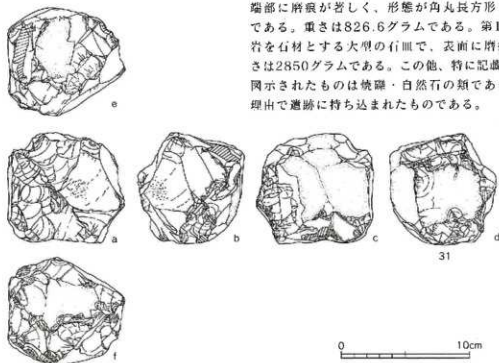 端部に磨痕が著しく、形態が角丸長方形
である。重さは826.6グラムである。第1
岩を石材とする大型の石皿で、表面に磨
さは2850グラムである。この他、特に記載
図示されたものは焼礫・自然石の類であ
理由で遺跡に持ち込まれたものである。
e
a
b
c
d
31
f
0 10cm